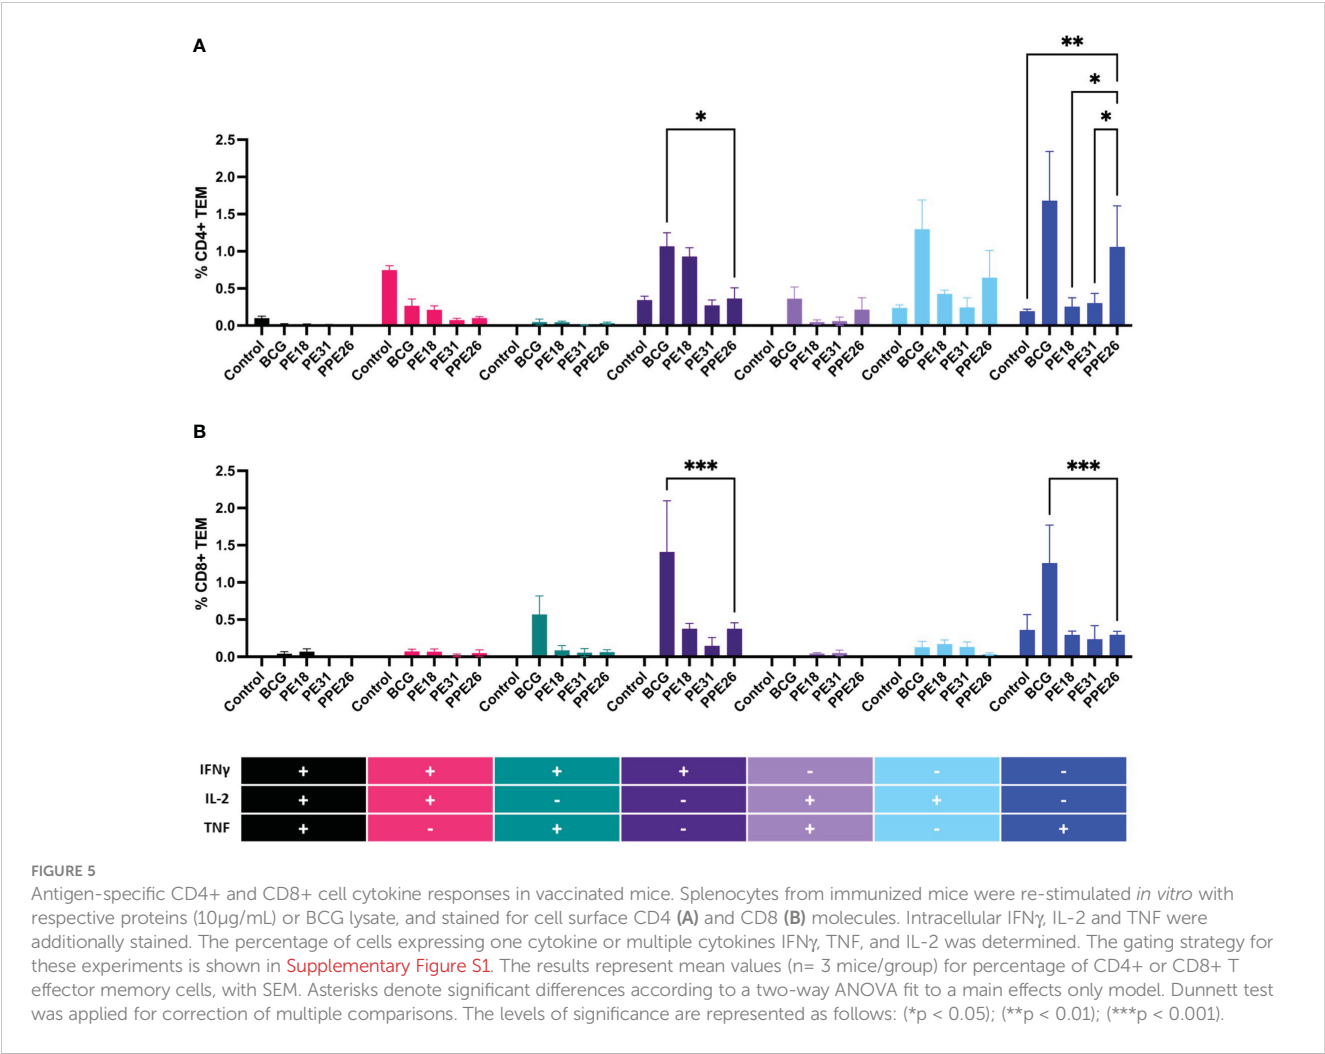 A
** 
*
*
*
2.5
2.0
1.5
1.0
0.5
0.0
% CD4+ TEM
Control BCG PE18 PE31 PPE26 Control BCG PE18 PE31 PPE26 Control BCG PE18 PE31 PPE26 Control BCG PE18 PE31 PPE26 Control BCG PE18 PE31 PPE26 Control BCG PE18 PE31 PPE26 Control BCG PE18 PE31 PPE26
B
*** ***
2.5
2.0
1.5
1.0
0.5
0.0
% CD8+ TEM
Control BCG PE18 PE31 PPE26 Control BCG PE18 PE31 PPE26 Control BCG PE18 PE31 PPE26 Control BCG PE18 PE31 PPE26 Control BCG PE18 PE31 PPE26 Control BCG PE18 PE31 PPE26 Control BCG PE18 PE31 PPE26
IFNγ + + + + - - -
IL-2 + + - - + + -
TNF + - + - + - +
FIGURE 5
Antigen-specific CD4+ and CD8+ cell cytokine responses in vaccinated mice. Splenocytes from immunized mice were re-stimulated in vitro with
respective proteins (10μg/mL) or BCG lysate, and stained for cell surface CD4 (A) and CD8 (B) molecules. Intracellular IFNγ, IL-2 and TNF were
additionally stained. The percentage of cells expressing one cytokine or multiple cytokines IFNγ, TNF, and IL-2 was determined. The gating strategy for
these experiments is shown in Supplementary Figure S1. The results represent mean values (n= 3 mice/group) for percentage of CD4+ or CD8+ T
effector memory cells, with SEM. Asterisks denote significant differences according to a two-way ANOVA fit to a main effects only model. Dunnett test
was applied for correction of multiple comparisons. The levels of significance are represented as follows: (*p < 0.05); (**p < 0.01); (***p < 0.001).